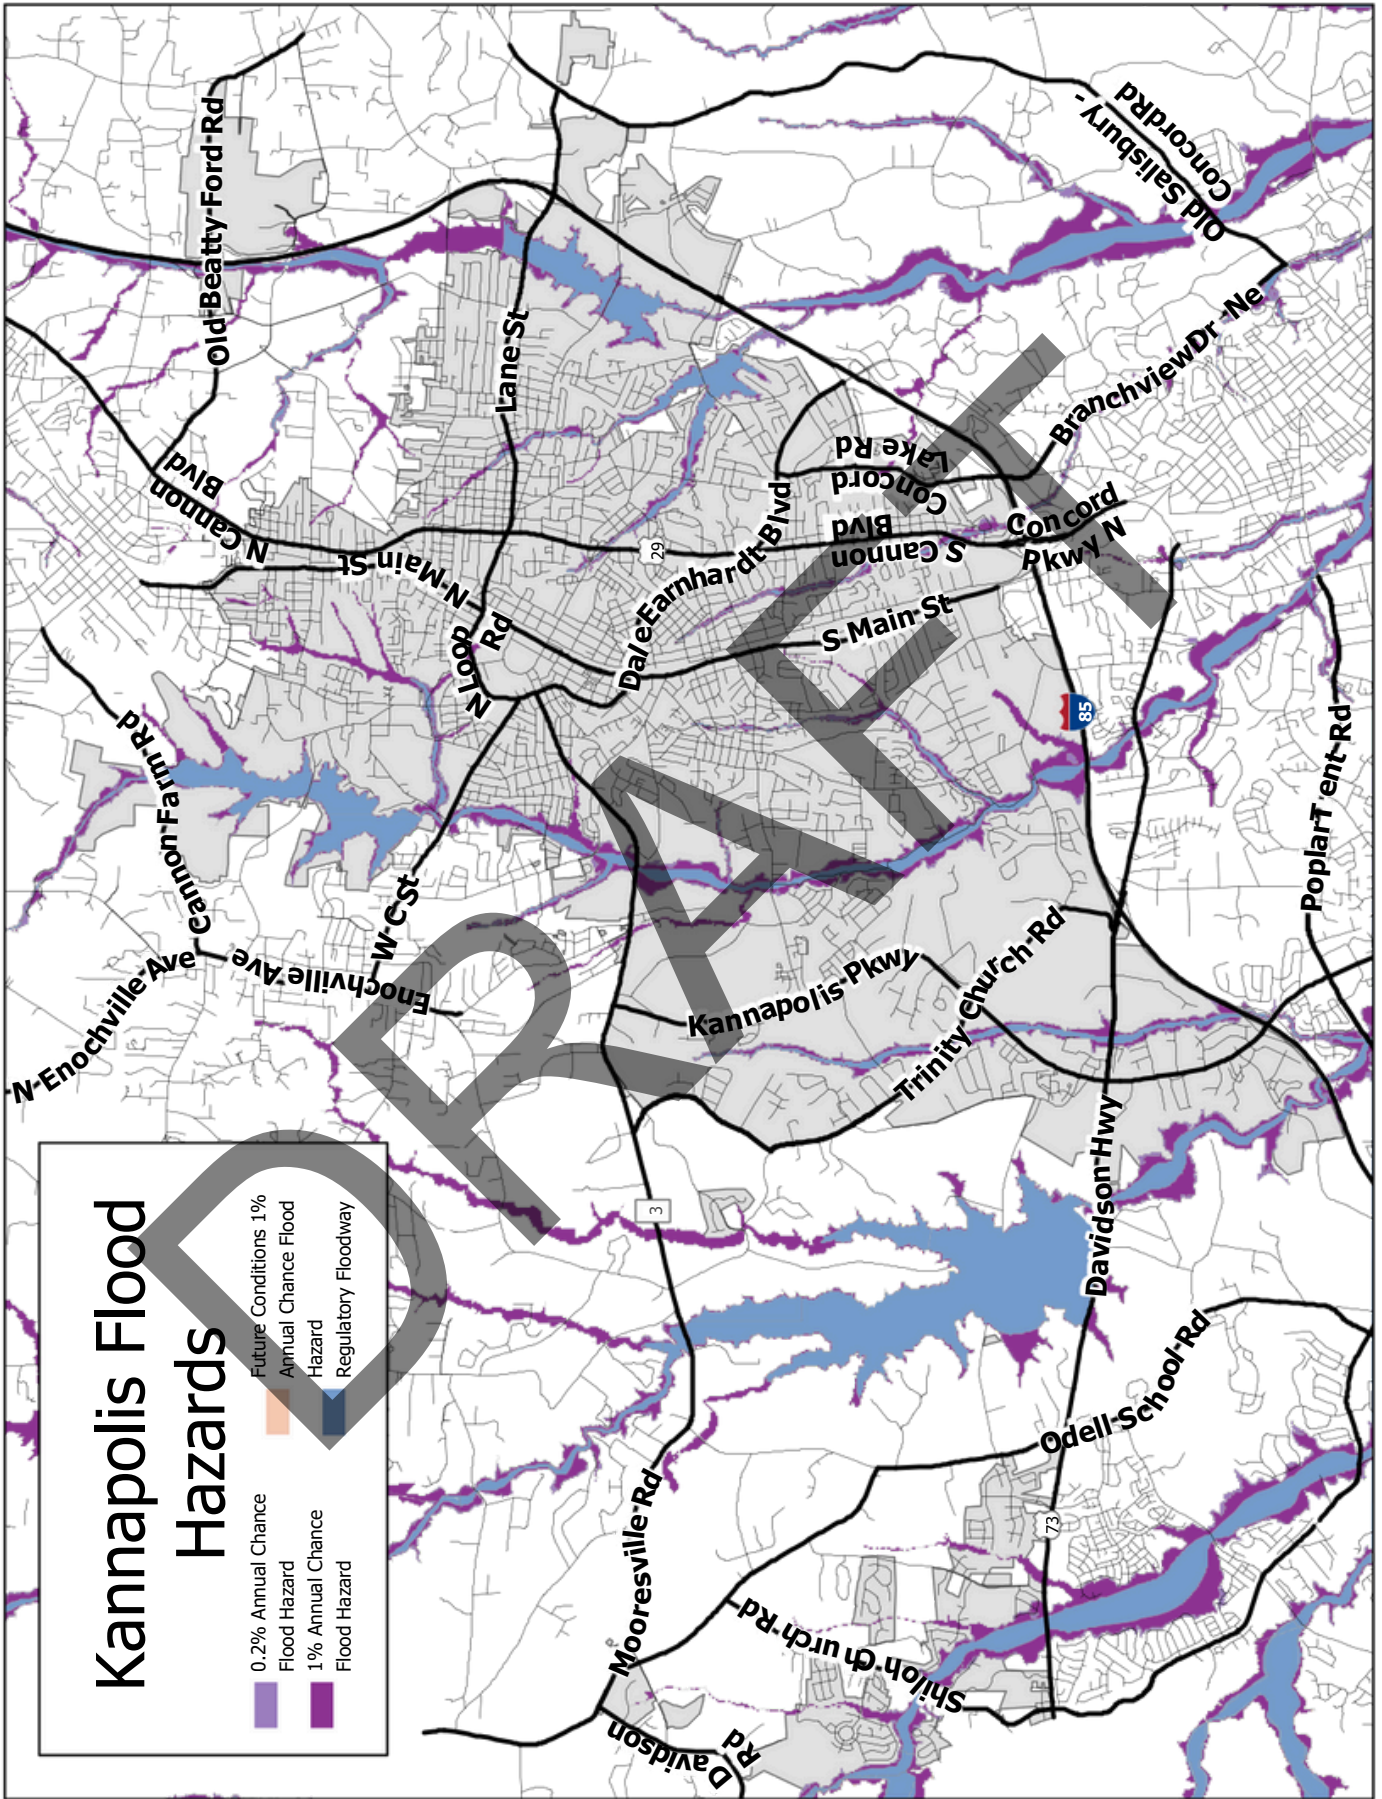 Kannapolis Flood
Hazards
0.2% Annual Chance
Flood Hazard
1% Annual Chance
Flood Hazard
Future Conditions 1%
Annual Chance Flood
Hazard
Regulatory Floodway
DRAFT
Davidson
Rd
Mooresville Rd
Shiloh Church Rd
73
Odell School Rd
3
Davidson Hwy
N Enochville Ave
Enochville Ave
W C St
Cannon Farm Rd
Kannapolis Pkwy
Trinity Church Rd
Poplar Tent Rd
85
N Loop
Rd
N Main St
S Main St
Dale Earnhardt Blvd
29
N Cannon
Blvd
S Cannon
Blvd
Concord
Pkwy N
Concord
Lake Rd
Lane St
Old Beatty Ford Rd
Branchview Dr Ne
Old Salisbury -
Concord Rd